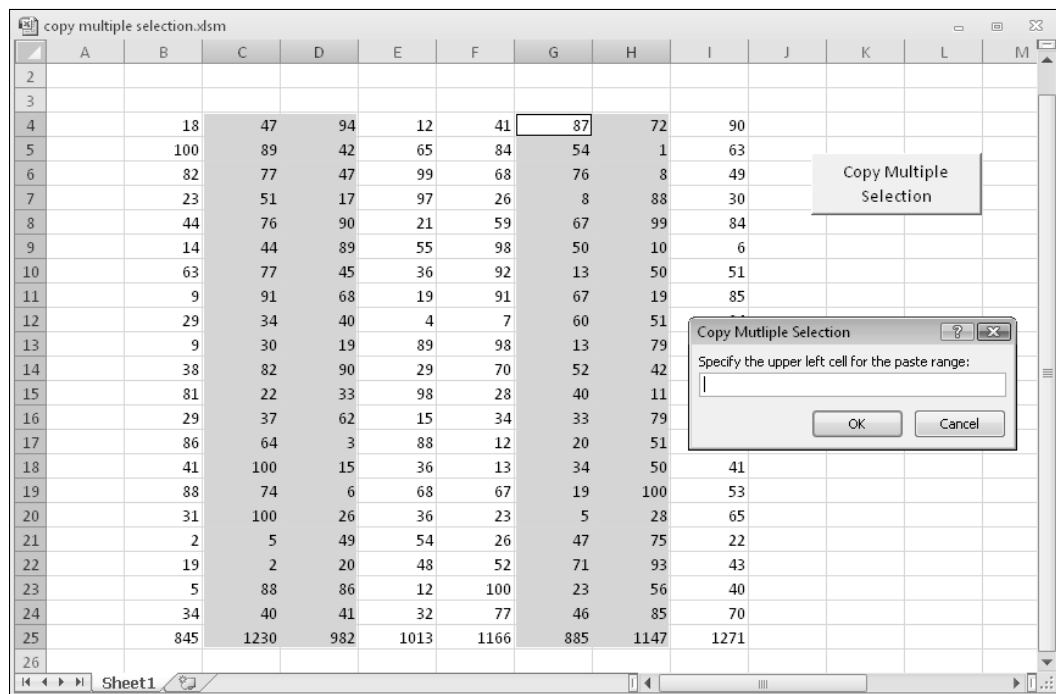 copy multiple selection.xlsm
A B C D E F G H I J K L M
2
3
4 18 47 94 12 41 87 72 90
5 100 89 42 65 84 54 1 63
6 82 77 47 99 68 76 8 49
7 23 51 17 97 26 8 88 30
8 44 76 90 21 59 67 99 84
9 14 44 89 55 98 50 10 6
10 63 77 45 36 92 13 50 51
11 9 91 68 19 91 67 19 85
12 29 34 40 4 7 60 51
13 9 30 19 89 98 13 79
14 38 82 90 29 70 52 42
15 81 22 33 98 28 40 11
16 29 37 62 15 34 33 79
17 86 64 3 88 12 20 51
18 41 100 15 36 13 34 50 41
19 88 74 6 68 67 19 100 53
20 31 100 26 36 23 5 28 65
21 2 5 49 54 26 47 75 22
22 19 2 20 48 52 71 93 43
23 5 88 86 12 100 23 56 40
24 34 40 41 32 77 46 85 70
25 845 1230 982 1013 1166 885 1147 1271
26
Copy Multiple
Selection
Copy Mutliple Selection
Specify the upper left cell for the paste range:
OK Cancel
Sheet1